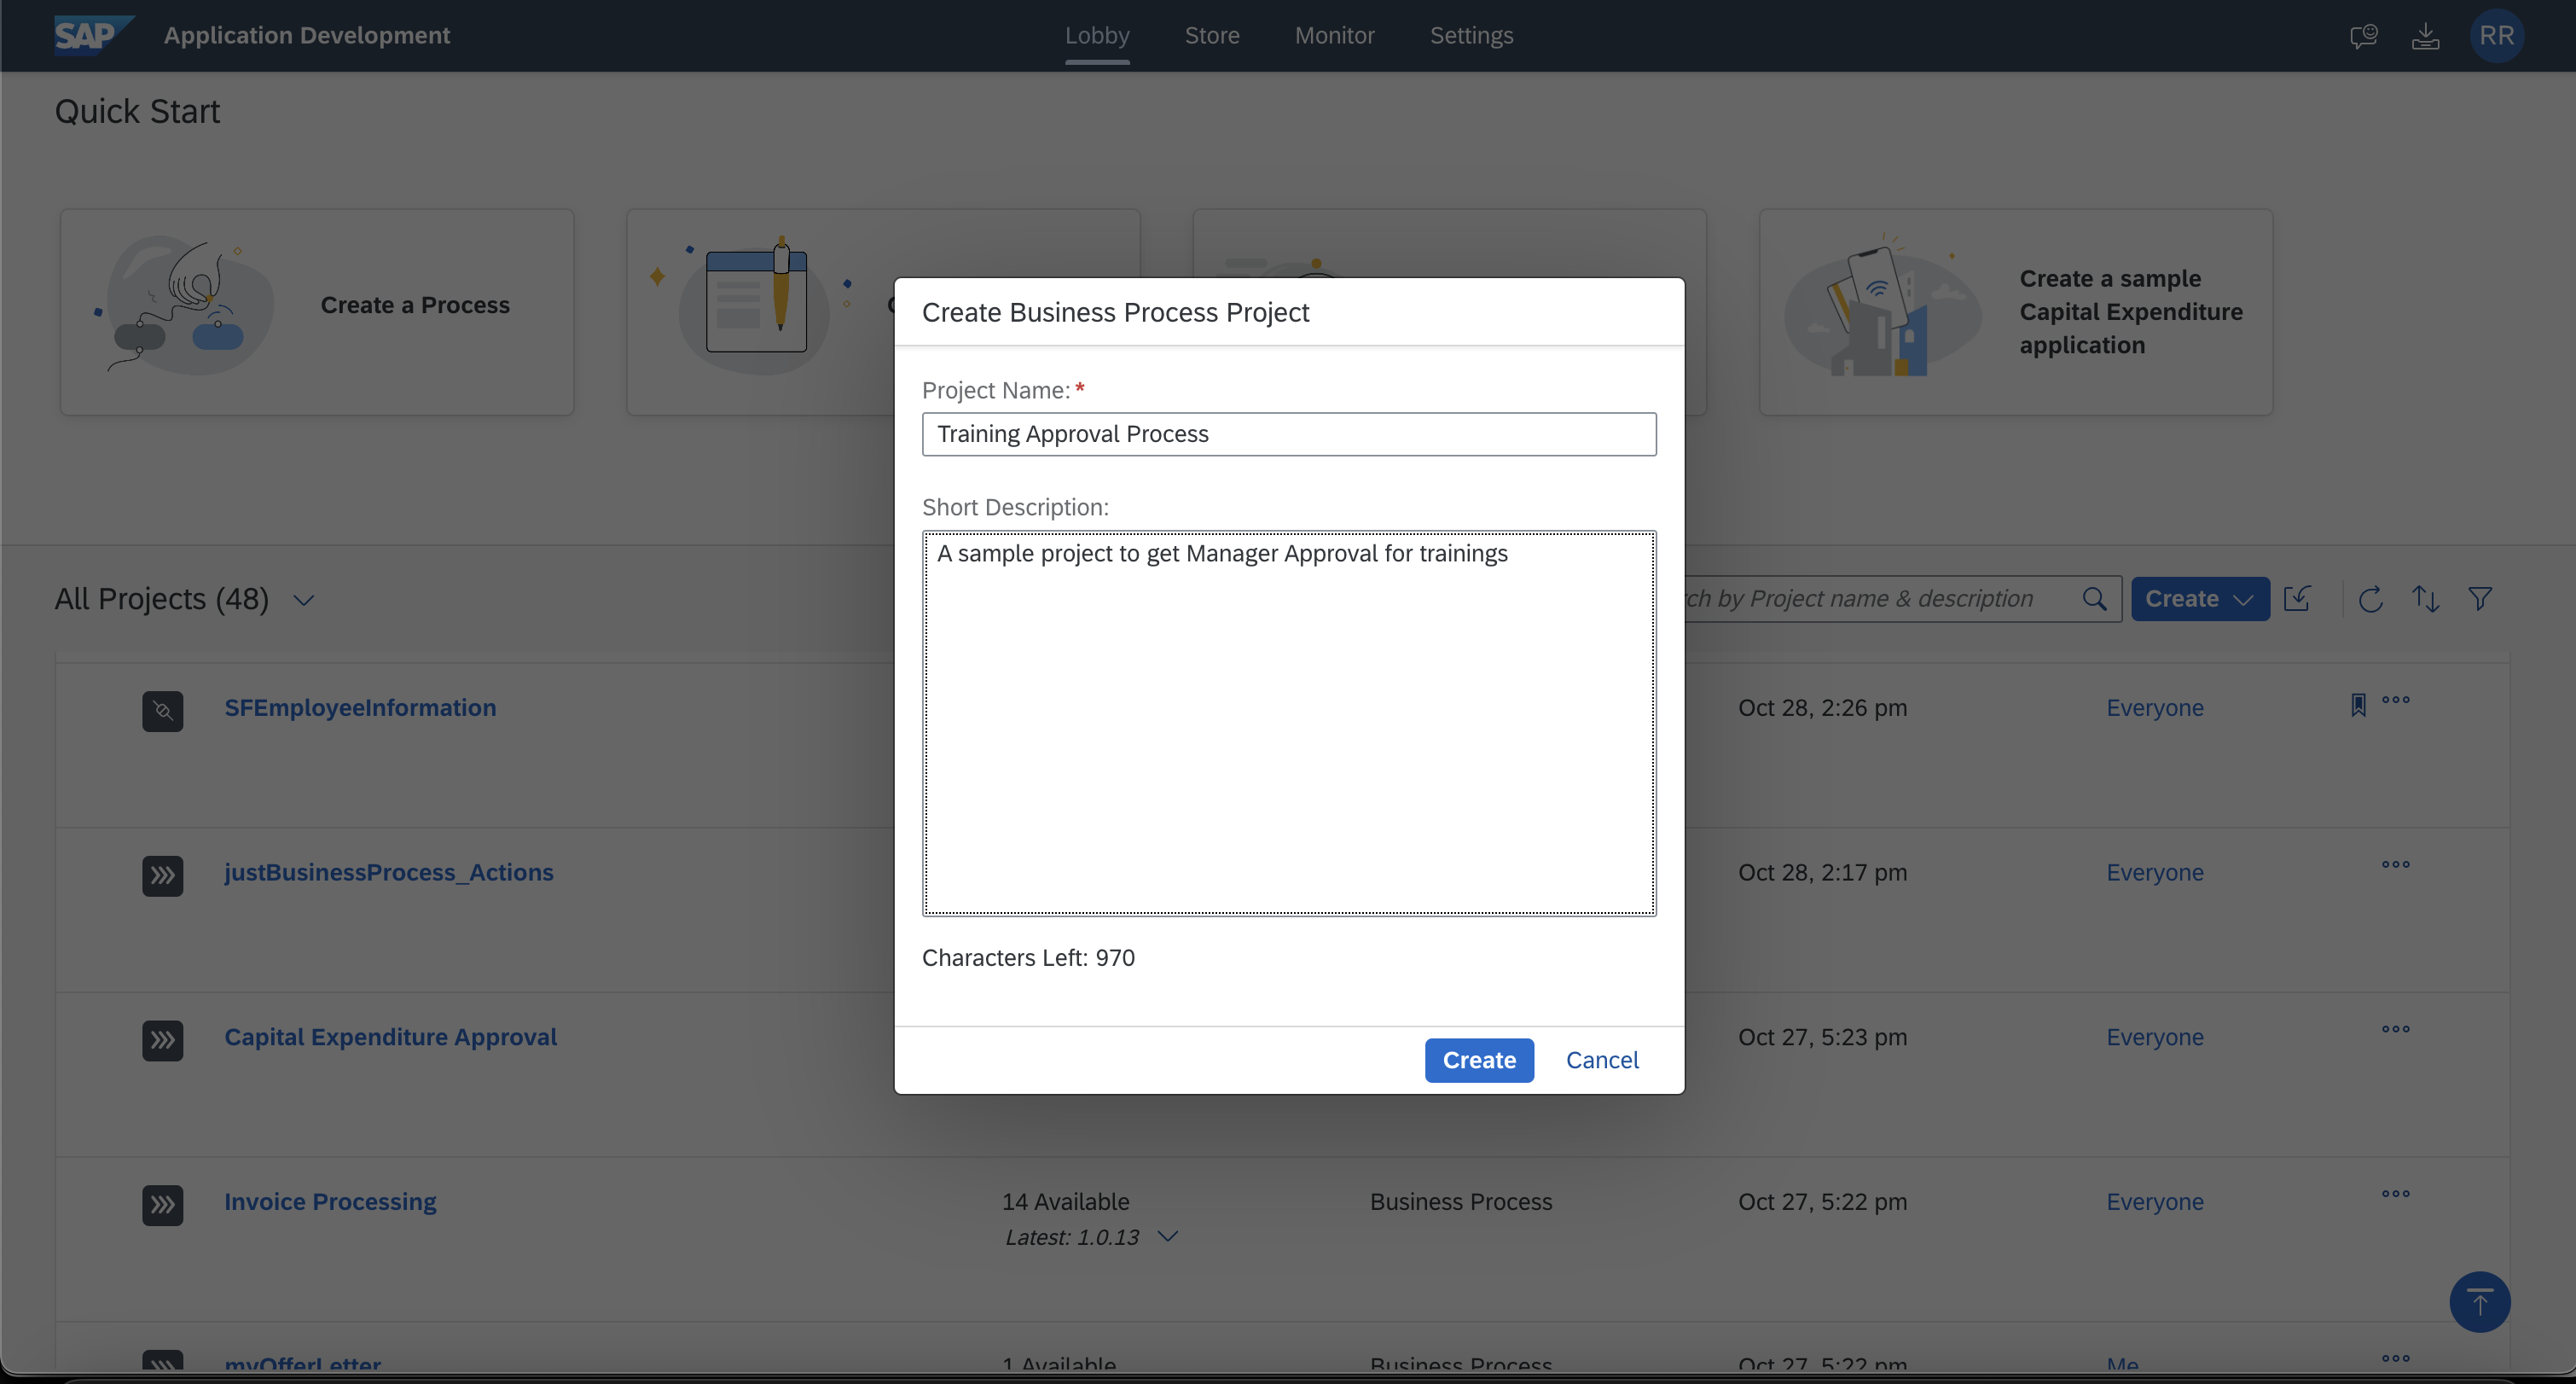 SAP
Application Development
Lobby
Store
Monitor
Settings
RR
Quick Start
Create a Process
Create a sample
Capital Expenditure
application
Create Business Process Project
Project Name:*
Training Approval Process
Short Description:
A sample project to get Manager Approval for trainings
Characters Left: 970
Create
Cancel
All Projects (48)
by Project name & description
Create
SFEmployeeInformation
Oct 28, 2:26 pm
Everyone
justBusinessProcess_Actions
Oct 28, 2:17 pm
Everyone
Capital Expenditure Approval
Oct 27, 5:23 pm
Everyone
Invoice Processing
14 Available
Business Process
Oct 27, 5:22 pm
Everyone
Latest: 1.0.13
myOfferLetter
1 Available
Business Process
Oct 27, 5:22 pm
Me